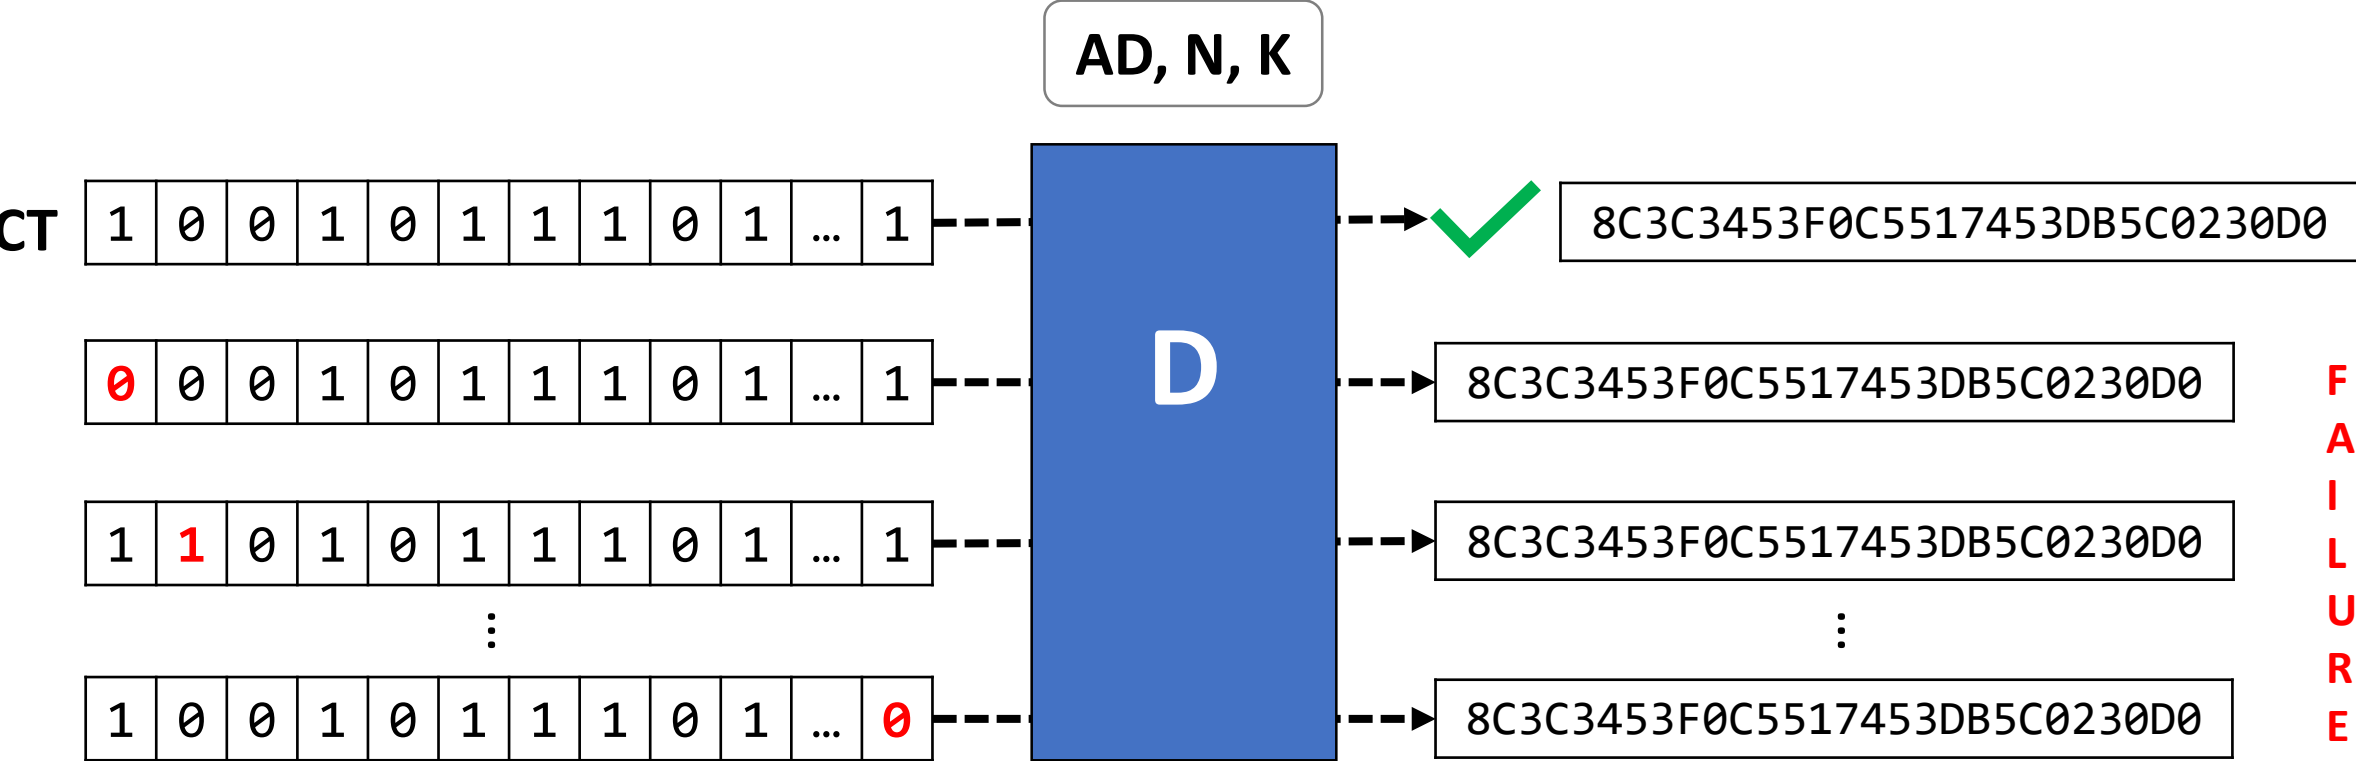 AD, N, K
CT 1 0 0 1 0 1 1 1 0 1 … 1 8C3C3453F0C5517453DB5C0230D0
0 0 0 1 0 1 1 1 0 1 … 1 8C3C3453F0C5517453DB5C0230D0
D
1 1 0 1 0 1 1 1 0 1 … 1 8C3C3453F0C5517453DB5C0230D0
⋮ ⋮
1 0 0 1 0 1 1 1 0 1 … 0 8C3C3453F0C5517453DB5C0230D0
FAILURE